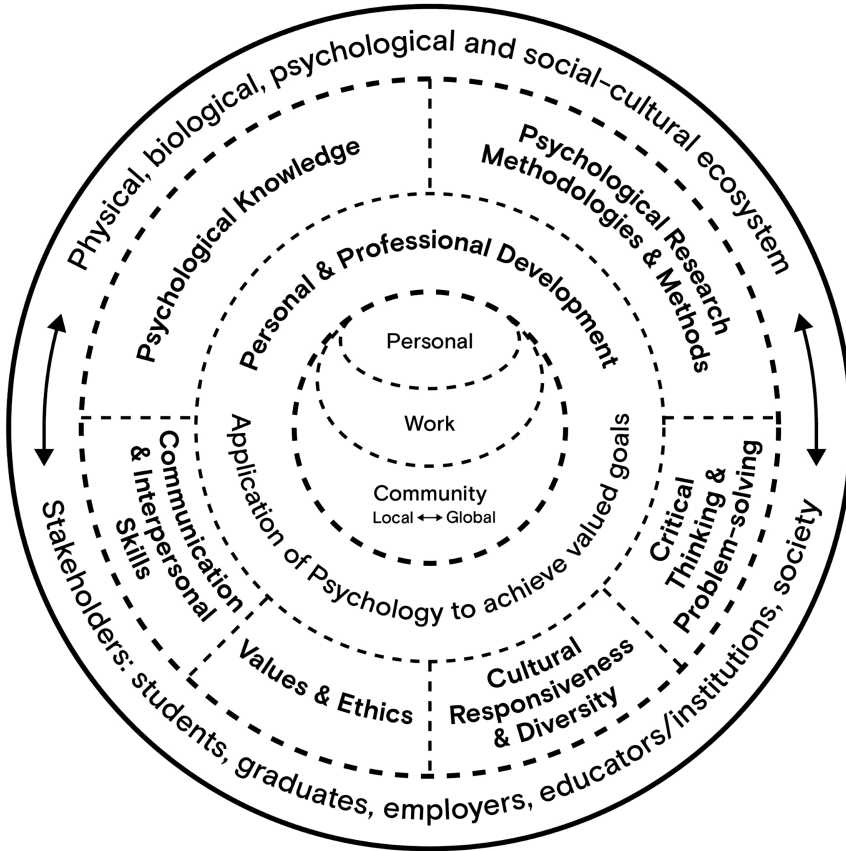 Physical, biological, psychological and social-cultural ecosystem
Psychological Knowledge
Psychological Research
Methodologies & Methods
Personal & Professional Development
Personal
Work
Community
Local ↔ Global
Application of Psychology to achieve valued goals
Communication
& Interpersonal
Skills
Critical
Thinking &
Problem-solving
Values & Ethics
Cultural
Responsiveness
& Diversity
Stakeholders: students, graduates, employers, educators/institutions, society